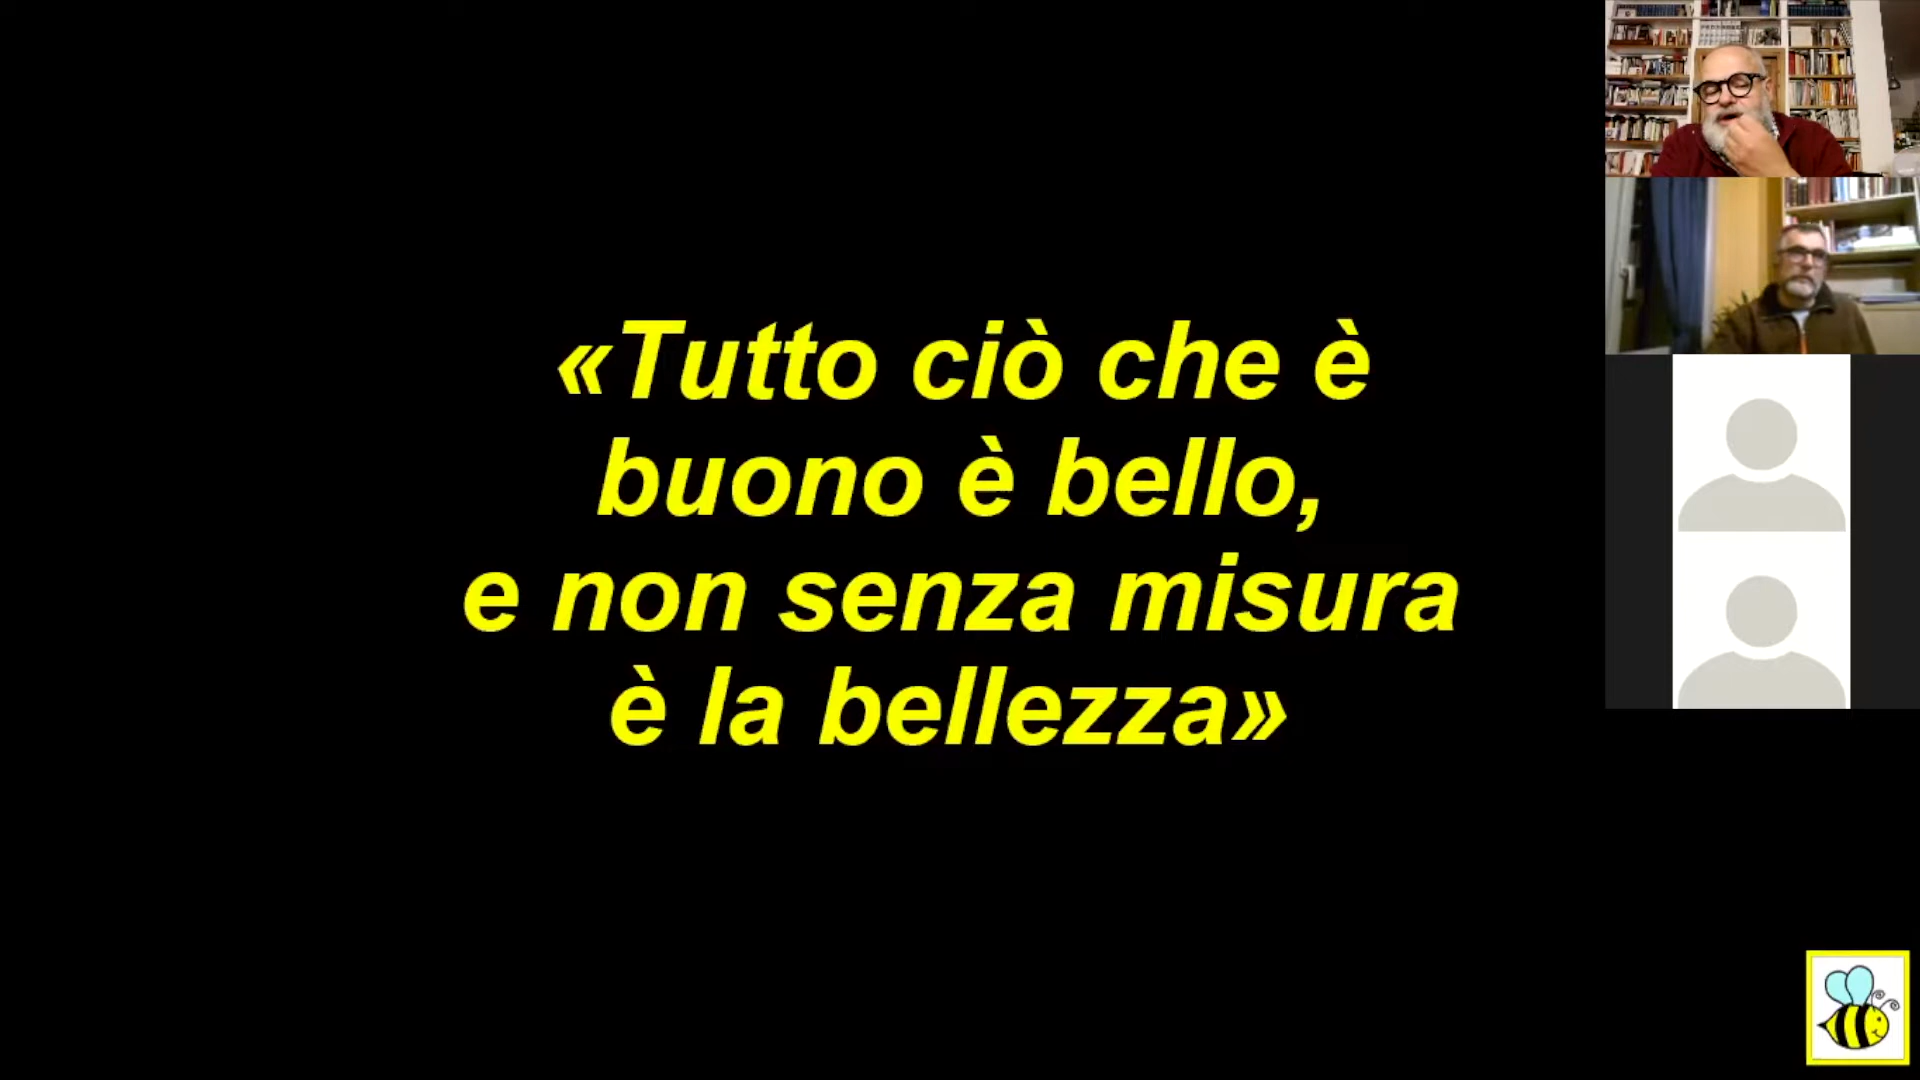 «Tutto ciò che è
buono è bello,
e non senza misura
è la bellezza»